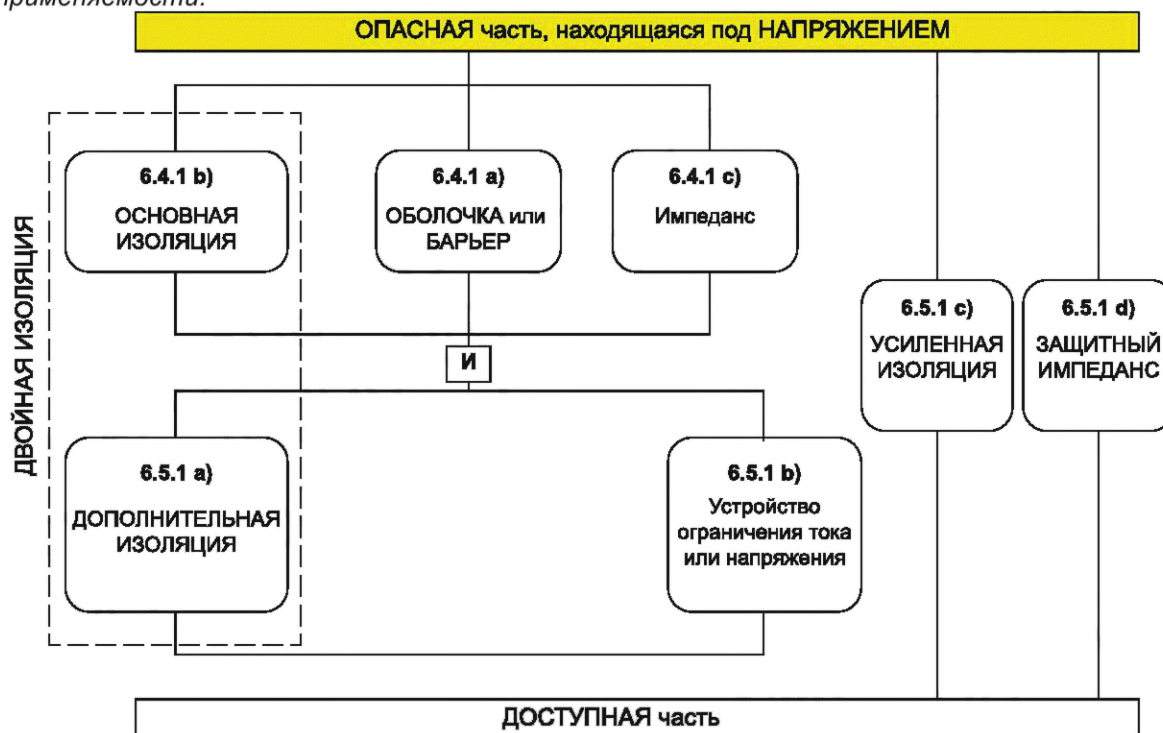 применяемости.
ОПАСНАЯ часть, находящаяся под НАПРЯЖЕНИЕМ
ДВОЙНАЯ ИЗОЛЯЦИЯ
6.4.1 b)
ОСНОВНАЯ
ИЗОЛЯЦИЯ
6.4.1 a)
ОБОЛОЧКА или
БАРЬЕР
6.4.1 c)
Импеданс
6.5.1 c)
УСИЛЕННАЯ
ИЗОЛЯЦИЯ
6.5.1 d)
ЗАЩИТНЫЙ
ИМПЕДАНС
И
6.5.1 a)
ДОПОЛНИТЕЛЬНАЯ
ИЗОЛЯЦИЯ
6.5.1 b)
Устройство
ограничения тока
или напряжения
ДОСТУПНАЯ часть